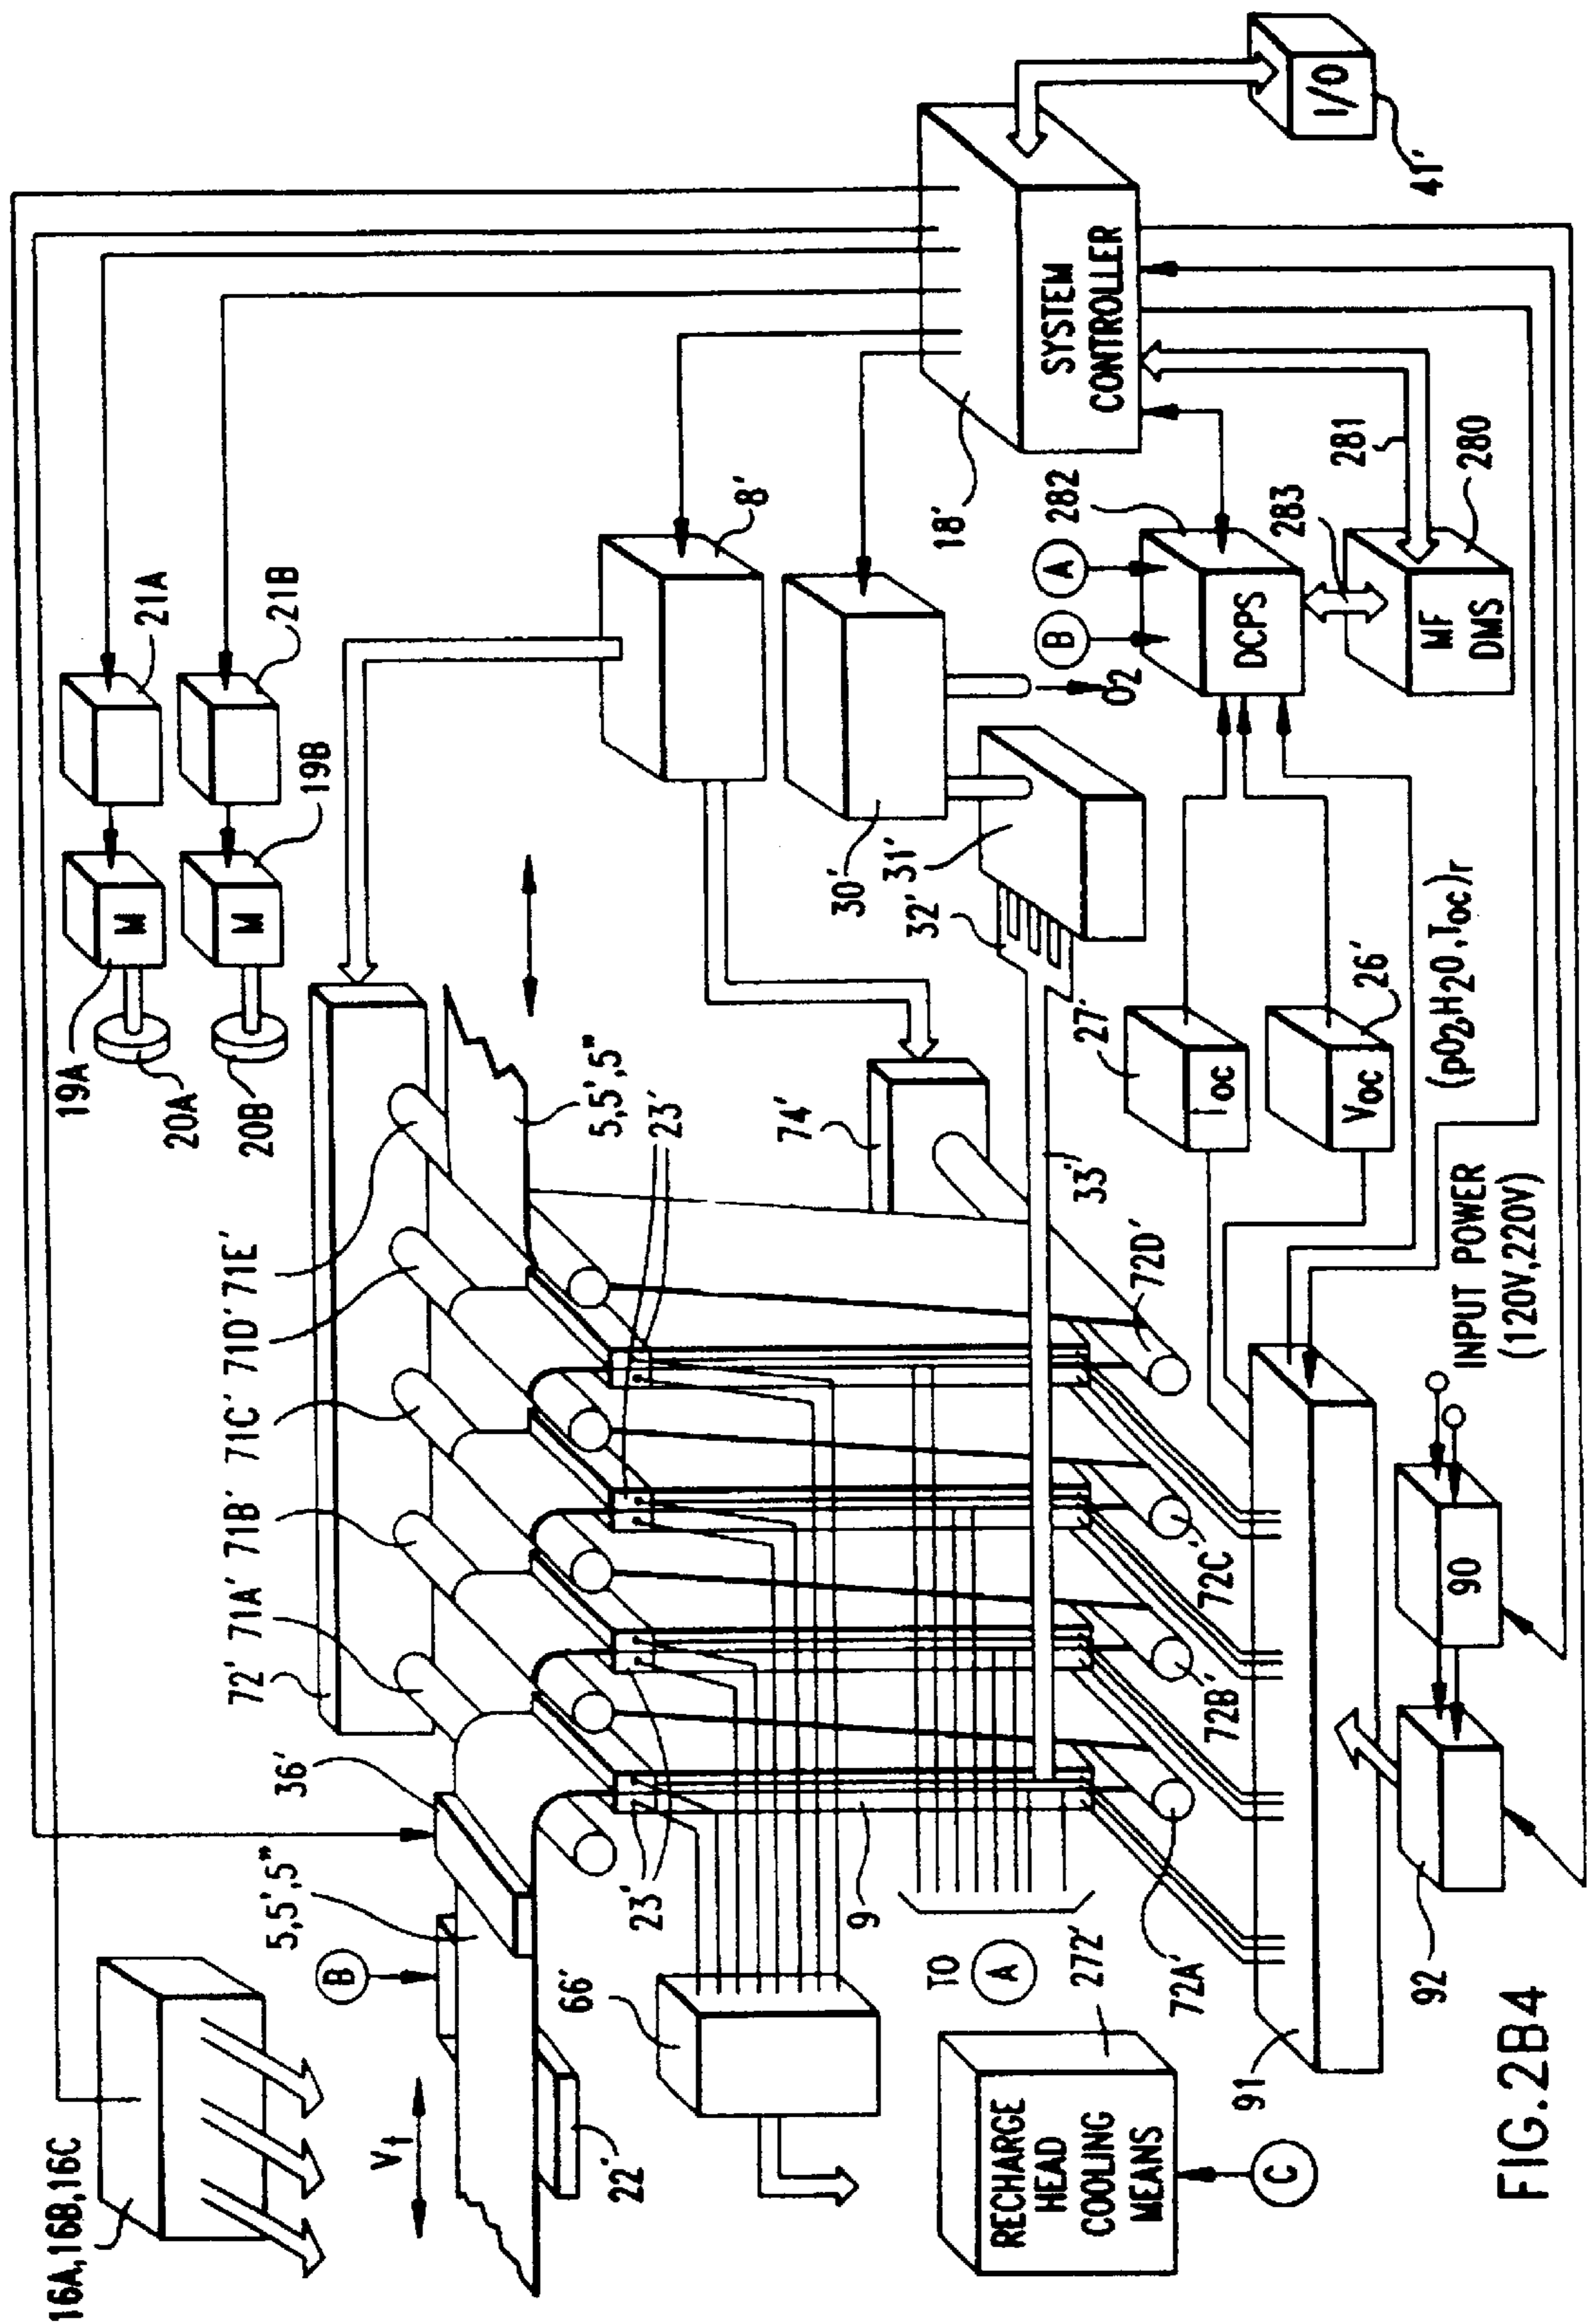 16A,16B,16C
Vt
22'
B
5,5',5"
36'
72'
71A'
71B'
71C'
71D'
71E'
19A
20A
M
21A
20B
M
19B
21B
5,5',5"
23'
23'
66'
9
TO
A
74'
33'
8'
30'
31'
32'
O2
18'
SYSTEM
CONTROLLER
I/O
41'
RECHARGE
HEAD
COOLING
MEANS
272'
C
72A'
72B'
72C'
72D'
27'
IOC
26'
VOC
(pO2,H2O,TOC)r
B
A
282
DCPS
283
281
280
MF
DMS
91
92
90
INPUT POWER
(120V,220V)
FIG.2B4